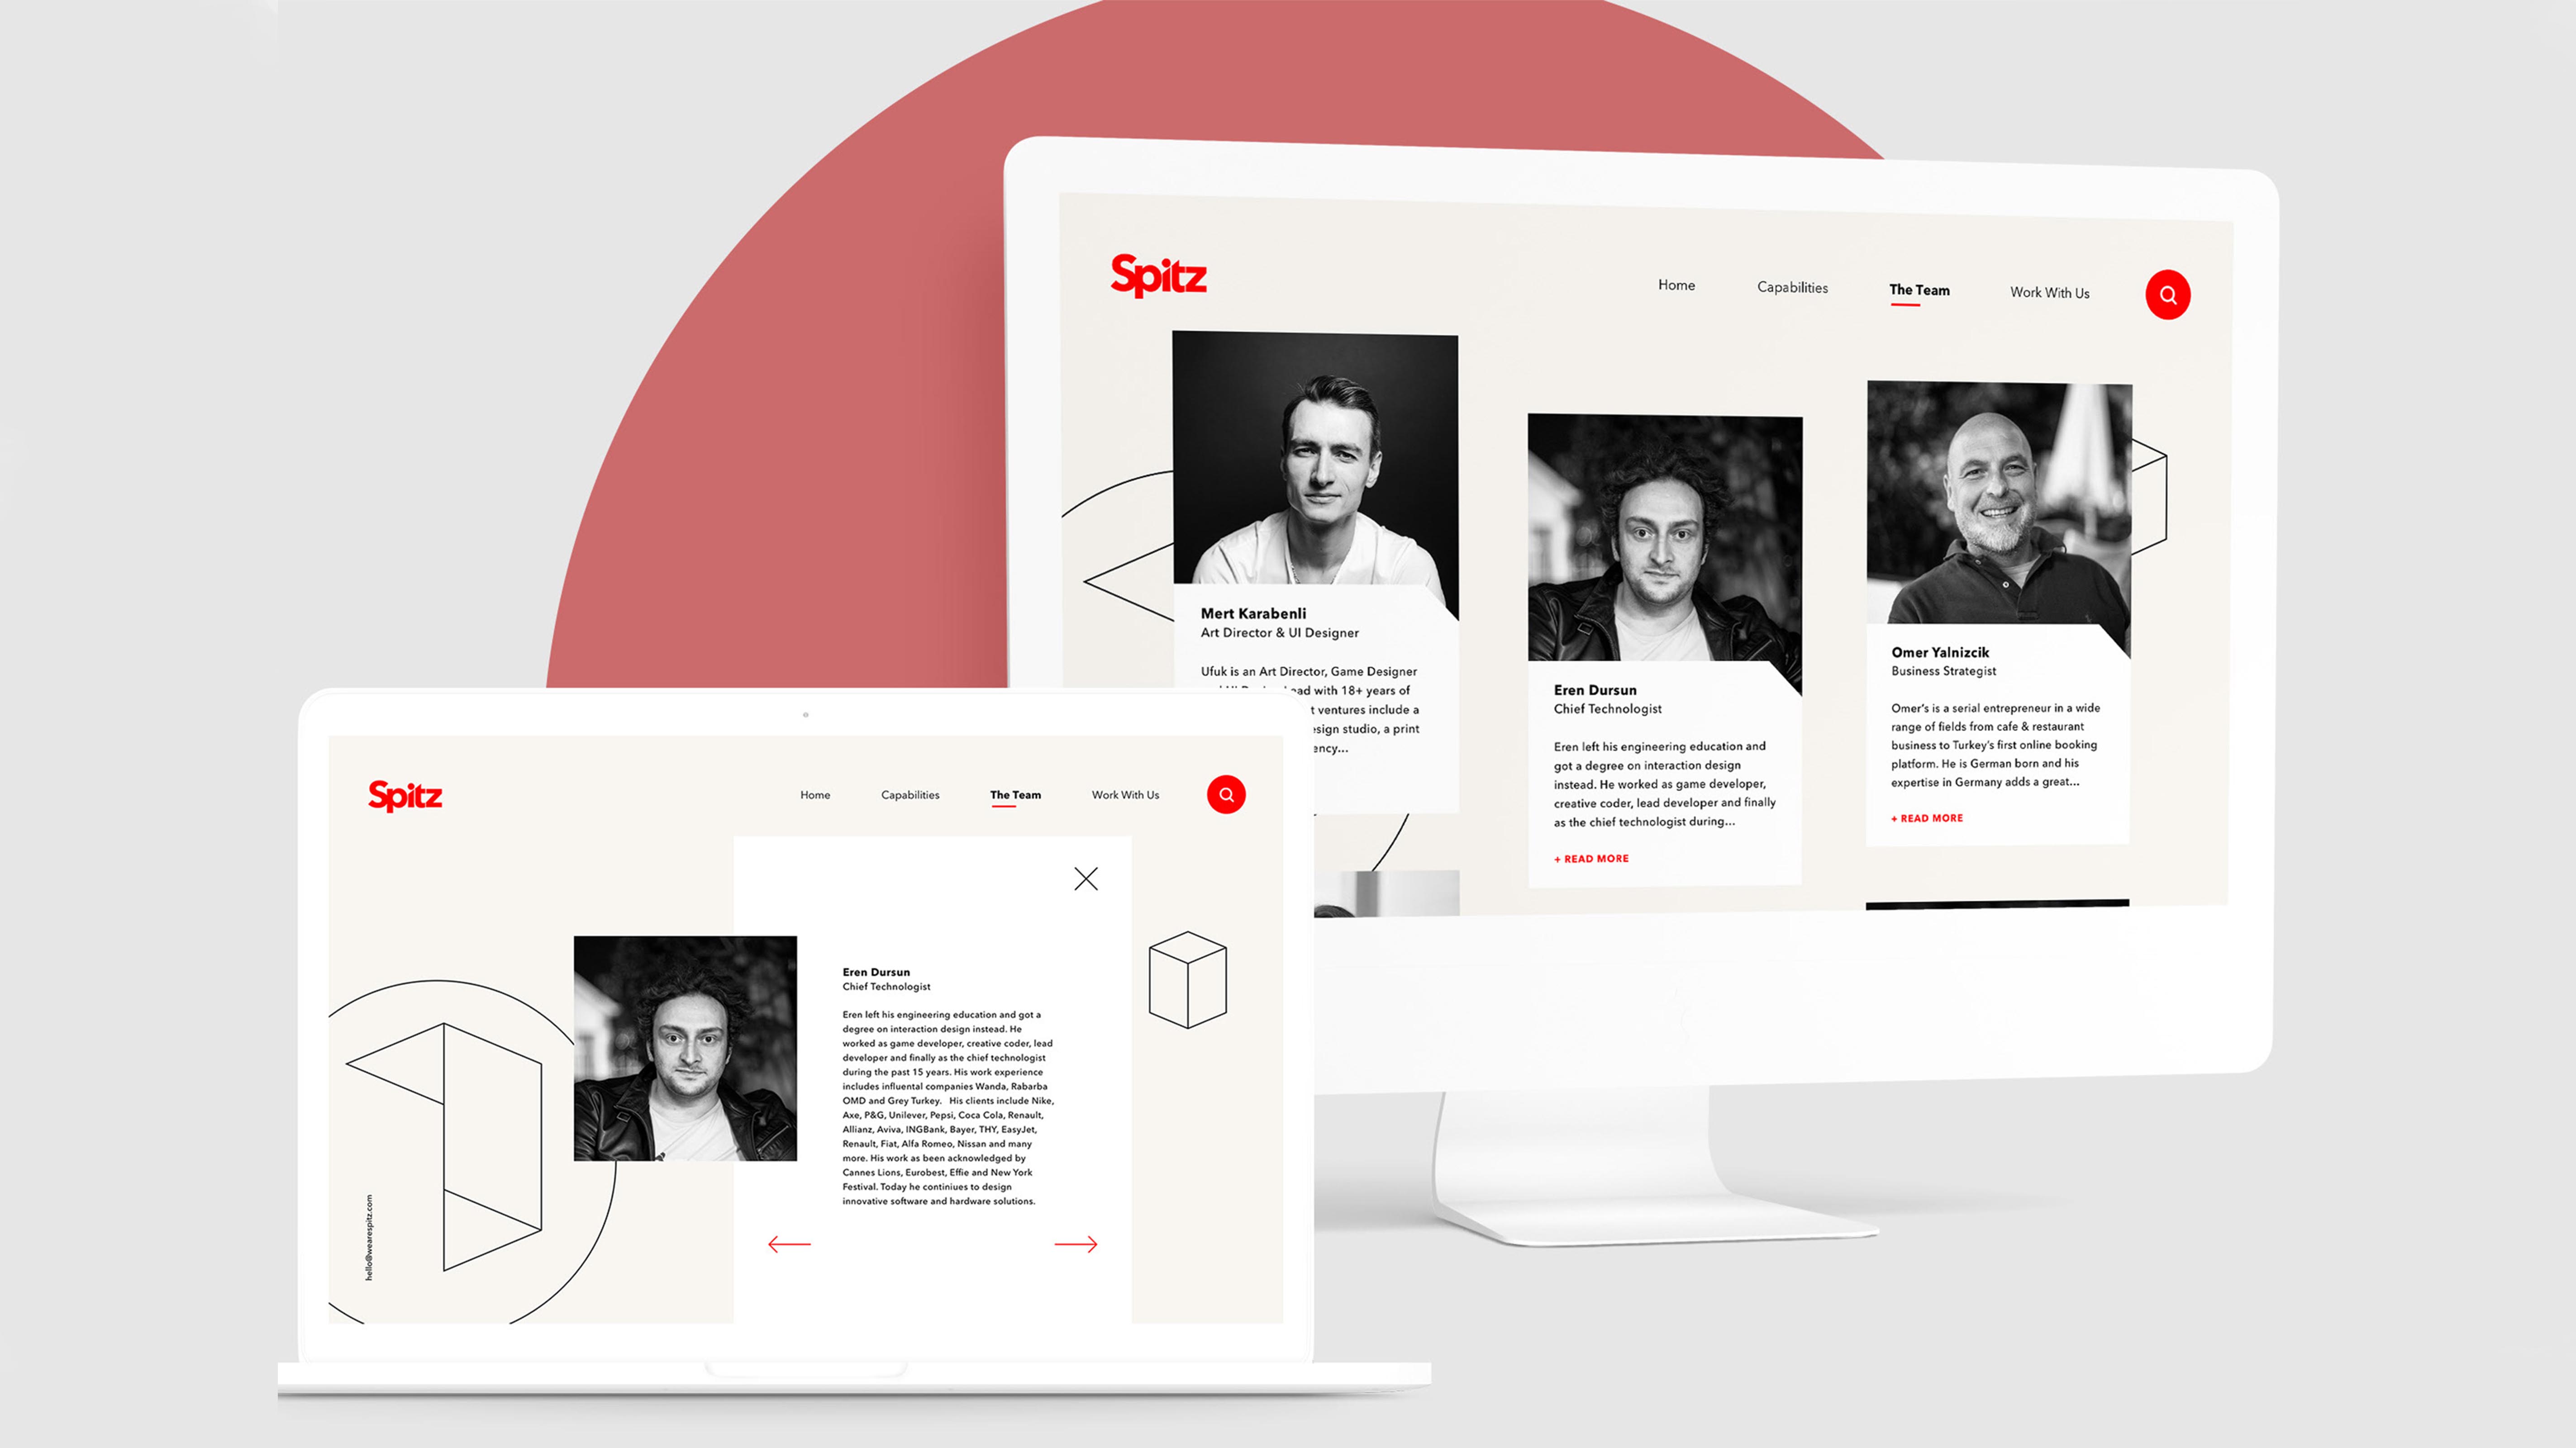 Spitz
Home
Capabilities
The Team
Work With Us
Mert Karabenli
Art Director & UI Designer
Ufuk is an Art Director, Game Designer
with 18+ years of
ventures include a
studio, a print
Eren Dursun
Chief Technologist
Eren left his engineering education and
got a degree on interaction design
instead. He worked as game developer,
creative coder, lead developer and finally
as the chief technologist during...
+ READ MORE
Omer Yalnizcik
Business Strategist
Omer's is a serial entrepreneur in a wide
range of fields from cafe & restaurant
business to Turkey's first online booking
platform. He is German born and his
expertise in Germany adds a great...
+ READ MORE
Spitz
Home
Capabilities
The Team
Work With Us
Eren Dursun
Chief Technologist
Eren left his engineering education and got a
degree on interaction design instead. He
worked as game developer, creative coder, lead
developer and finally as the chief technologist
during the past 15 years. His work experience
includes influental companies Wanda, Rabarba
OMD and Grey Turkey. His clients include Nike,
Axe, P&G, Unilever, Pepsi, Coca Cola, Renault,
Allianz, Aviva, INGBank, Bayer, THY, EasyJet,
Renault, Fiat, Alfa Romeo, Nissan and many
more. His work as been acknowledged by
Cannes Lions, Eurobest, Effie and New York
Festival. Today he continiues to design
innovative software and hardware solutions.
hello@wearespitz.com